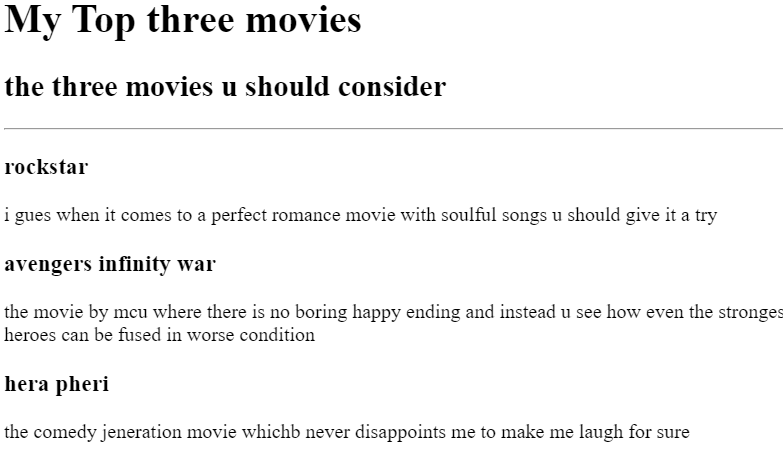 My Top three movies
the three movies u should consider
rockstar
i gues when it comes to a perfect romance movie with soulful songs u should give it a try
avengers infinity war
the movie by mcu where there is no boring happy ending and instead u see how even the stronges
heroes can be fused in worse condition
hera pheri
the comedy jeneration movie whichb never disappoints me to make me laugh for sure